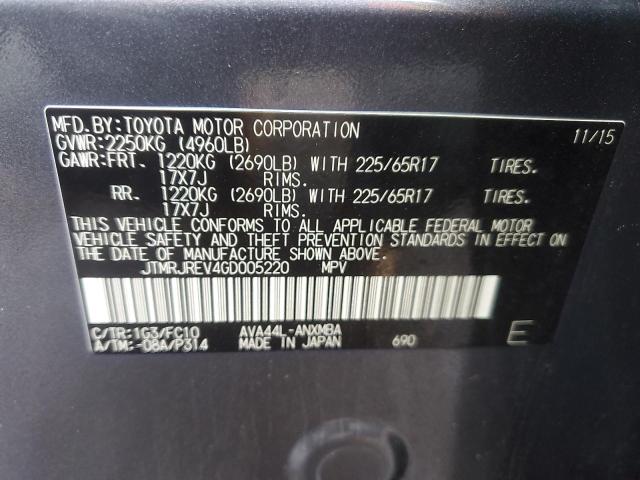 MFD.BY:TOYOTA MOTOR CORPORATION 11/15
GVWR:2250KG (4960LB)
GAWR:FRT. 1220KG (2690LB) WITH 225/65R17 TIRES.
17X7J RIMS.
RR. 1220KG (2690LB) WITH 225/65R17 TIRES.
17X7J RIMS.
THIS VEHICLE CONFORMS TO ALL APPLICABLE FEDERAL MOTOR
VEHICLE SAFETY AND THEFT PREVENTION STANDARDS IN EFFECT ON
THE DATE OF MANUFACTURE SHOWN ABOVE.
JTMRJREV4GD005220 MPV
C/TR:1G3/FC10 AVA44L-ANXMBA
A/TM:-08A/P314 MADE IN JAPAN 690 E